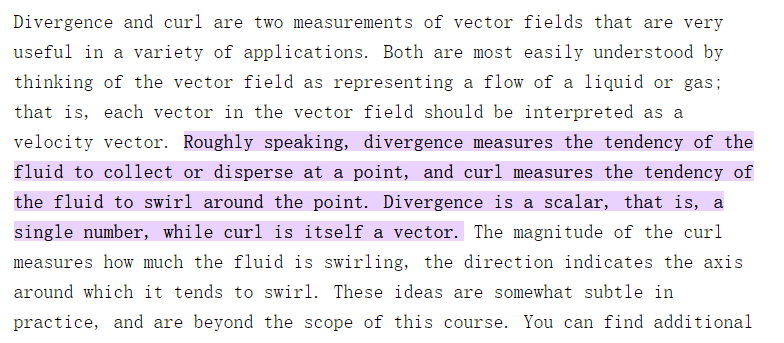 Divergence and curl are two measurements of vector fields that are very
useful in a variety of applications. Both are most easily understood by
thinking of the vector field as representing a flow of a liquid or gas;
that is, each vector in the vector field should be interpreted as a
velocity vector. Roughly speaking, divergence measures the tendency of the
fluid to collect or disperse at a point, and curl measures the tendency of
the fluid to swirl around the point. Divergence is a scalar, that is, a
single number, while curl is itself a vector. The magnitude of the curl
measures how much the fluid is swirling, the direction indicates the axis
around which it tends to swirl. These ideas are somewhat subtle in
practice, and are beyond the scope of this course. You can find additional